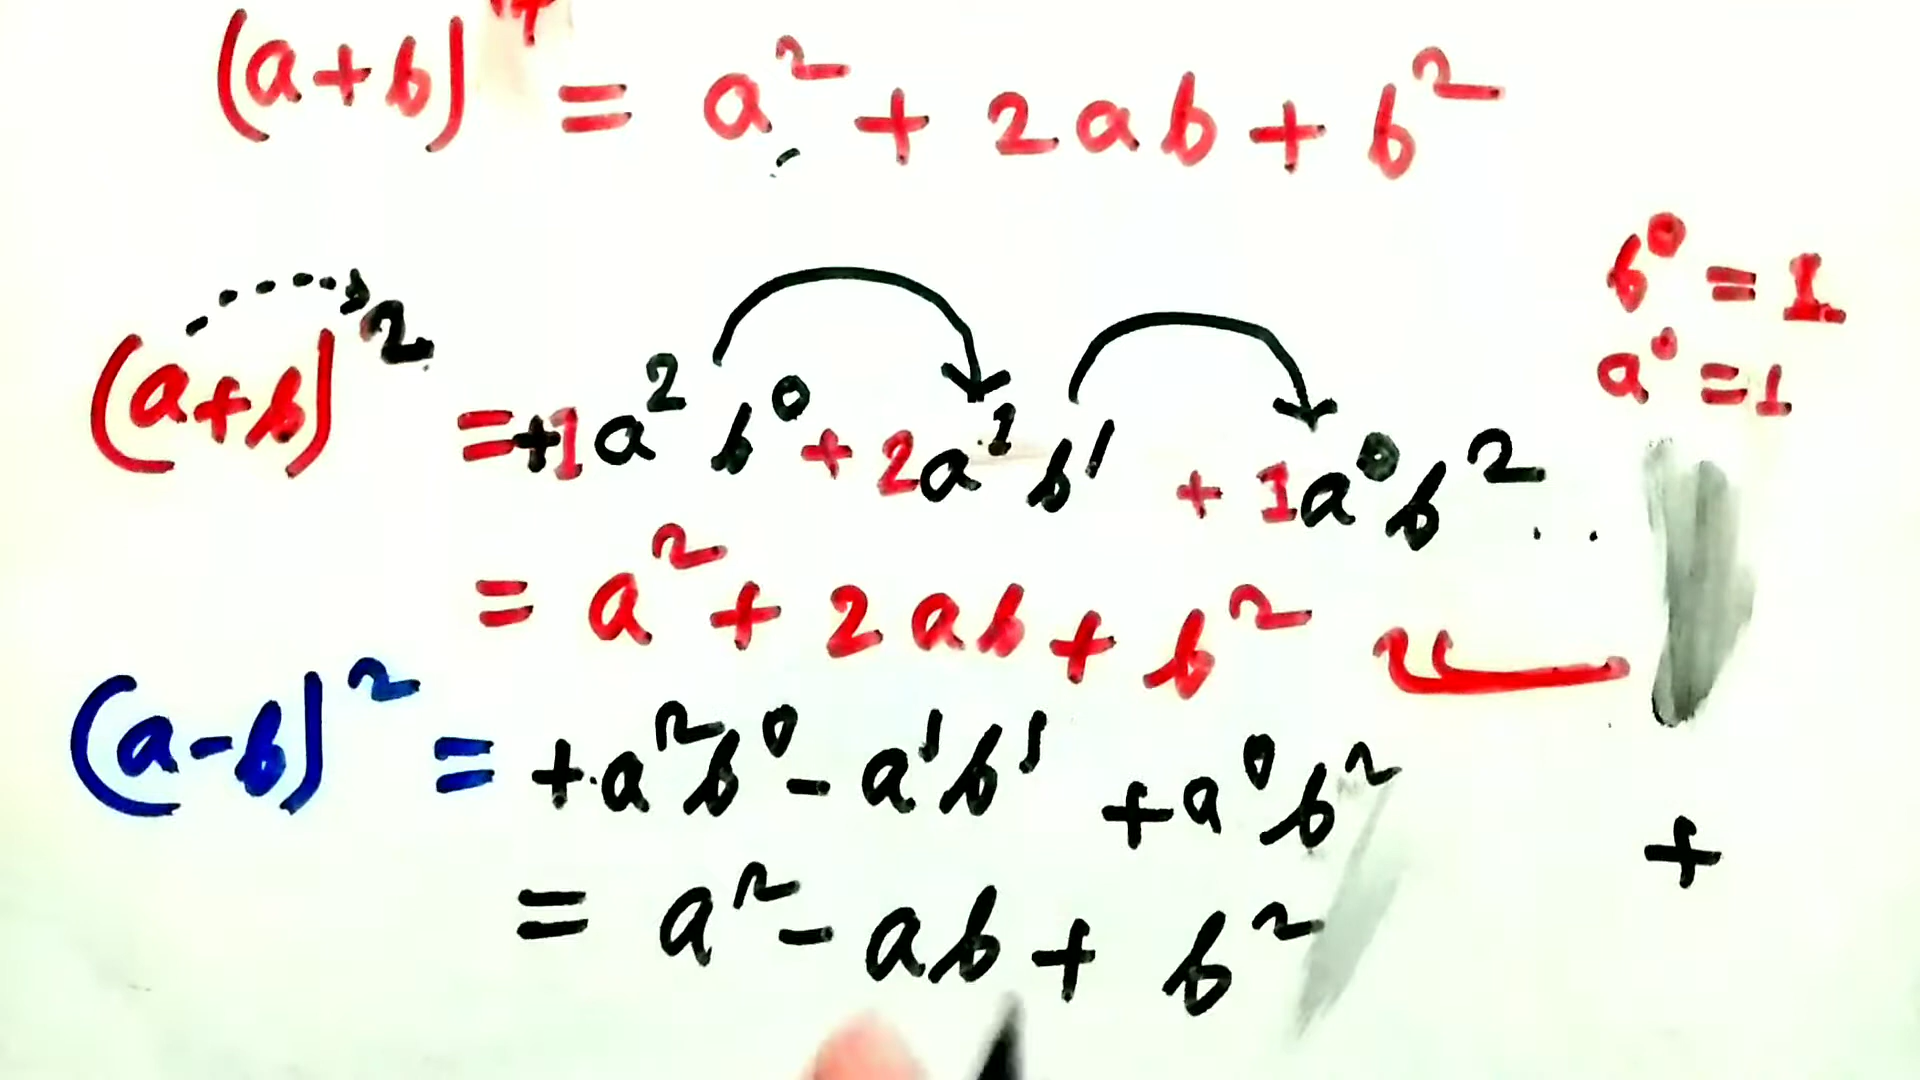 (a+b) = a² + 2ab + b²
b⁰ = 1
a⁰ = 1
(a+b)² = +1a²b⁰ + 2a¹b¹ + 1a⁰b²
= a² + 2ab + b²
(a-b)² = +a²b⁰ - a¹b¹ + a⁰b²
+
= a² - ab + b²